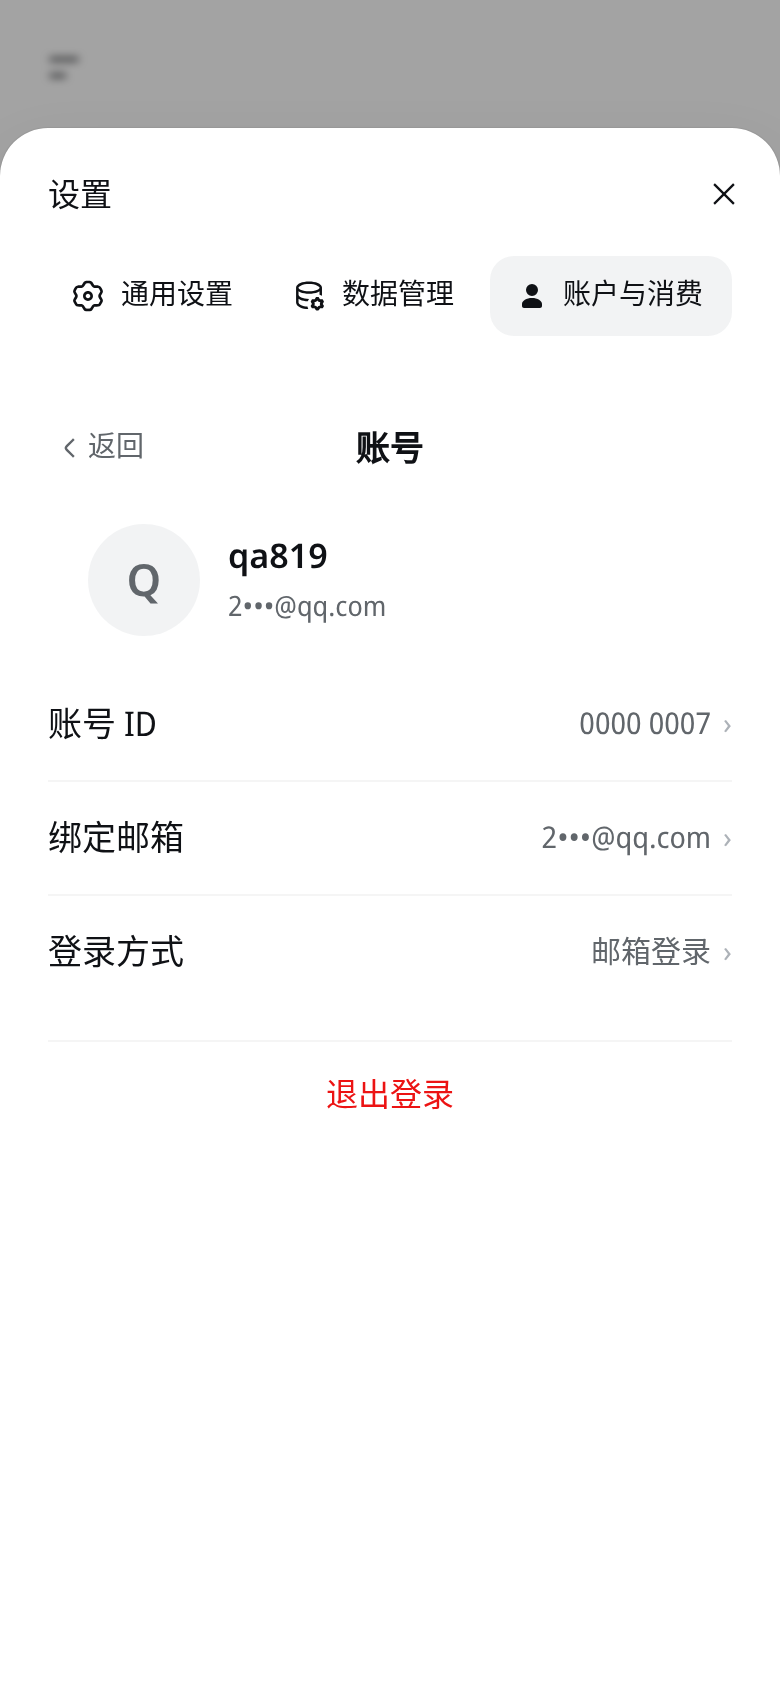 设置
通用设置 数据管理 账户与消费
返回 账号
Q
qa819
2•••@qq.com
账号 ID 0000 0007 ›
绑定邮箱 2•••@qq.com ›
登录方式 邮箱登录 ›
退出登录